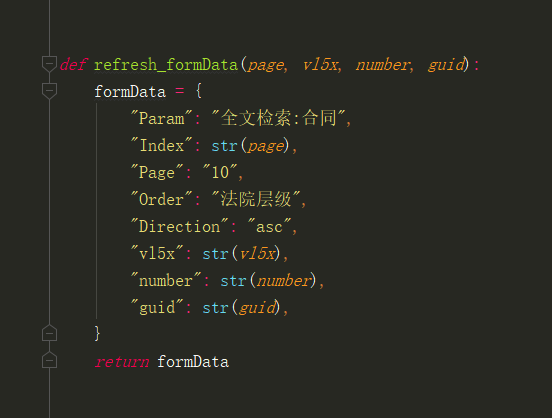 def refresh_formData(page, vl5x, number, guid):
    formData = {
        "Param": "全文检索:合同",
        "Index": str(page),
        "Page": "10",
        "Order": "法院层级",
        "Direction": "asc",
        "vl5x": str(vl5x),
        "number": str(number),
        "guid": str(guid),
    }
    return formData